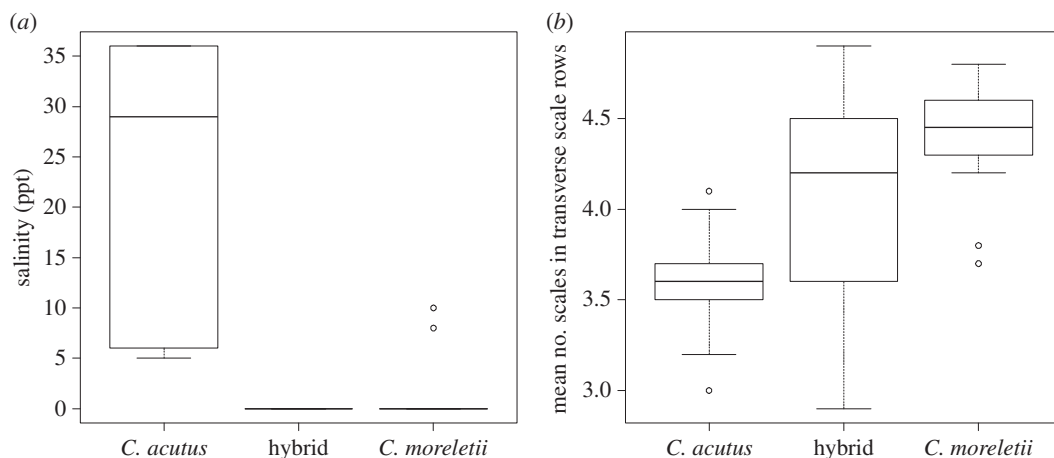 (a)
salinity (ppt)
35
30
25
20
15
10
5
0
C. acutus hybrid C. moreletii
(b)
mean no. scales in transverse scale rows
4.5
4.0
3.5
3.0
C. acutus hybrid C. moreletii